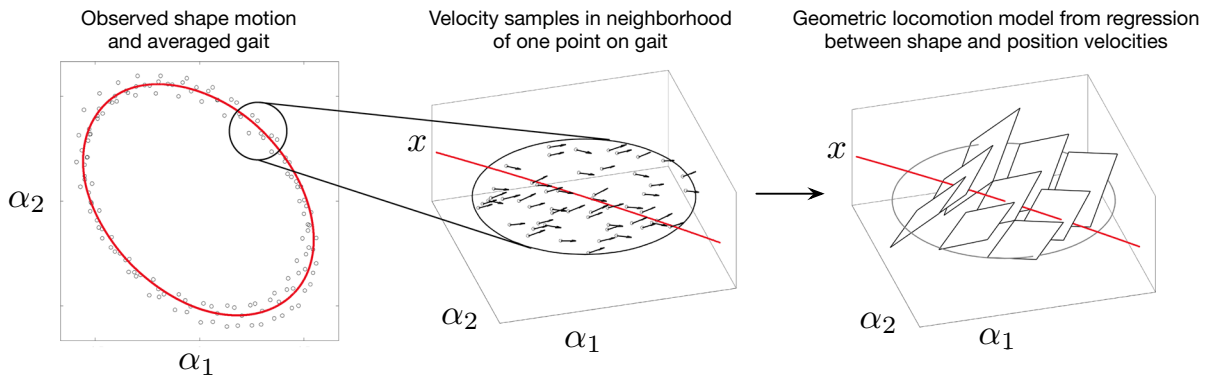 Observed shape motion
and averaged gait
Velocity samples in neighborhood
of one point on gait
Geometric locomotion model from regression
between shape and position velocities
α₂
α₁
x
α₂
α₁
x
α₂
α₁